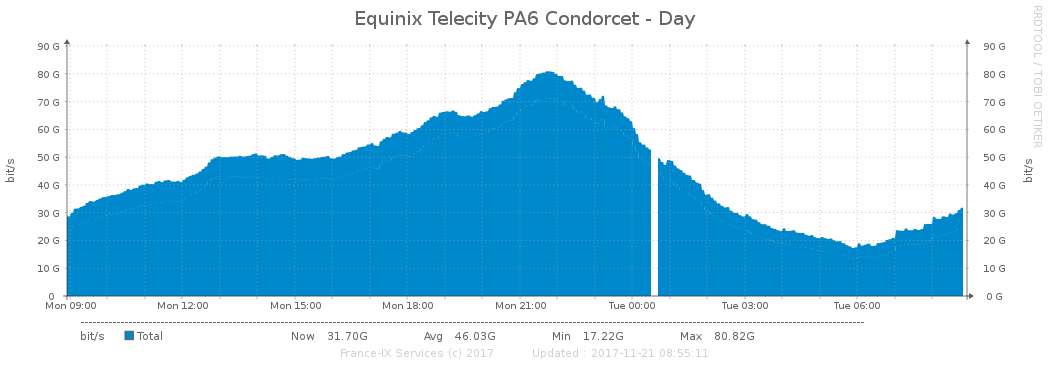 Equinix Telecity PA6 Condorcet - Day
RRDTOOL / TOBI OETIKER
bit/s
90 G 90 G
80 G 80 G
70 G 70 G
60 G 60 G
50 G 50 G
40 G 40 G
30 G 30 G
20 G 20 G
10 G 10 G
0 0 G
bit/s
Mon 09:00 Mon 12:00 Mon 15:00 Mon 18:00 Mon 21:00 Tue 00:00 Tue 03:00 Tue 06:00
bit/s Total Now 31.70G Avg 46.03G Min 17.22G Max 80.82G
France-IX Services (c) 2017 Updated : 2017-11-21 08:55:11